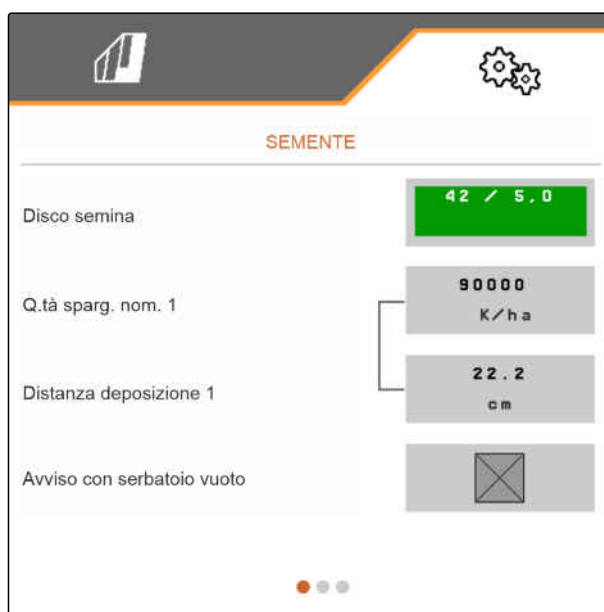 SEMENTE
Disco semina
42 / 5,0
Q.tà sparg. nom. 1
90000
K/ha
Distanza deposizione 1
22.2
cm
Avviso con serbatoio vuoto